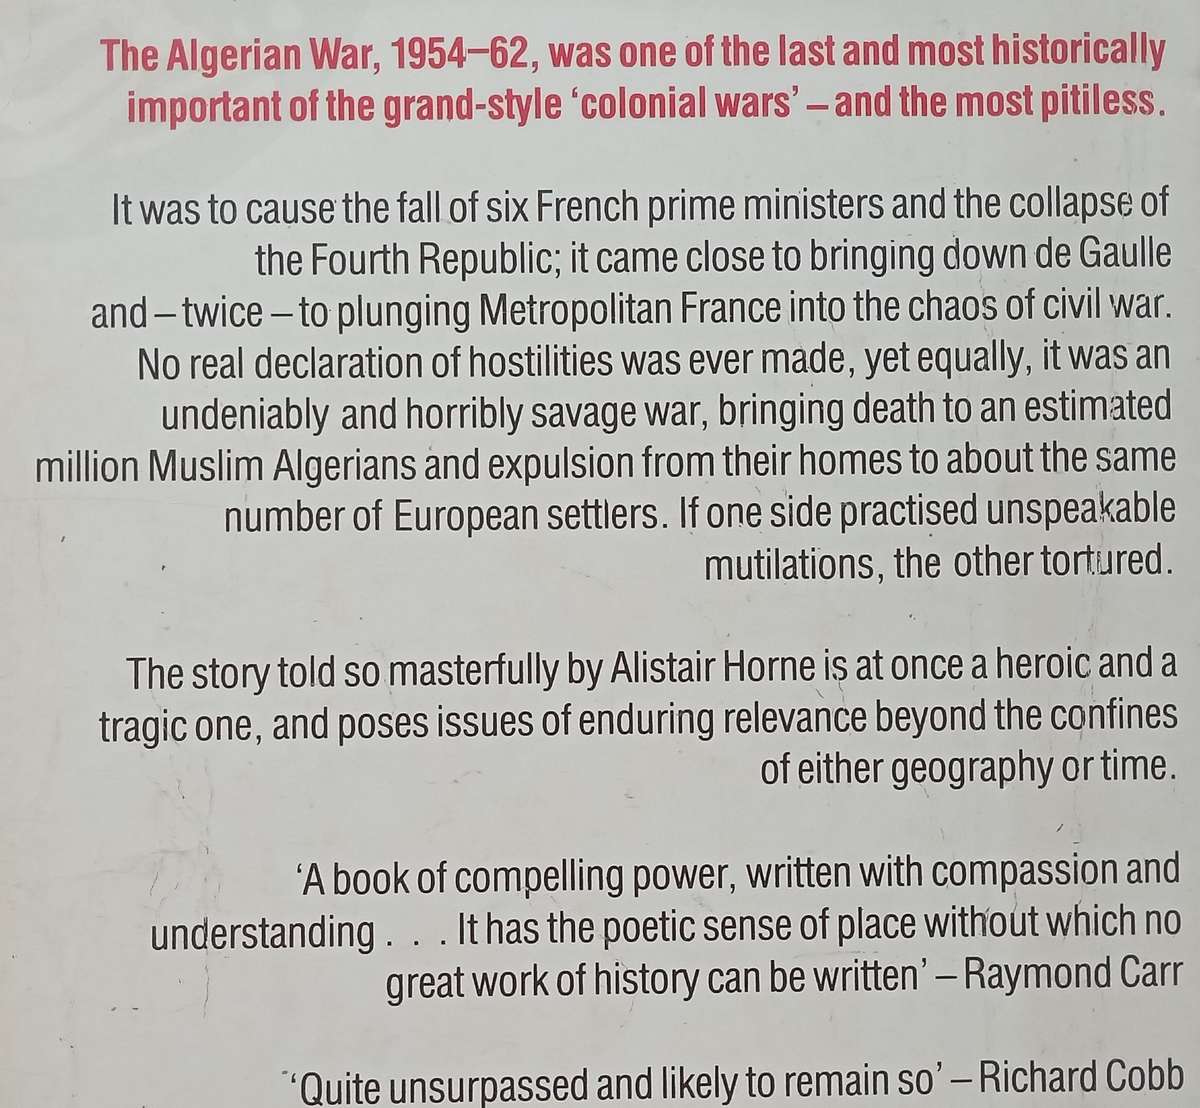 The Algerian War, 1954–62, was one of the last and most historically
important of the grand-style ‘colonial wars’ – and the most pitiless.
It was to cause the fall of six French prime ministers and the collapse of
the Fourth Republic; it came close to bringing down de Gaulle
and – twice – to plunging Metropolitan France into the chaos of civil war.
No real declaration of hostilities was ever made, yet equally, it was an
undeniably and horribly savage war, bringing death to an estimated
million Muslim Algerians and expulsion from their homes to about the same
number of European settlers. If one side practised unspeakable
mutilations, the other tortured.
The story told so masterfully by Alistair Horne is at once a heroic and a
tragic one, and poses issues of enduring relevance beyond the confines
of either geography or time.
‘A book of compelling power, written with compassion and
understanding . . . It has the poetic sense of place without which no
great work of history can be written’ – Raymond Carr
‘Quite unsurpassed and likely to remain so’ – Richard Cobb